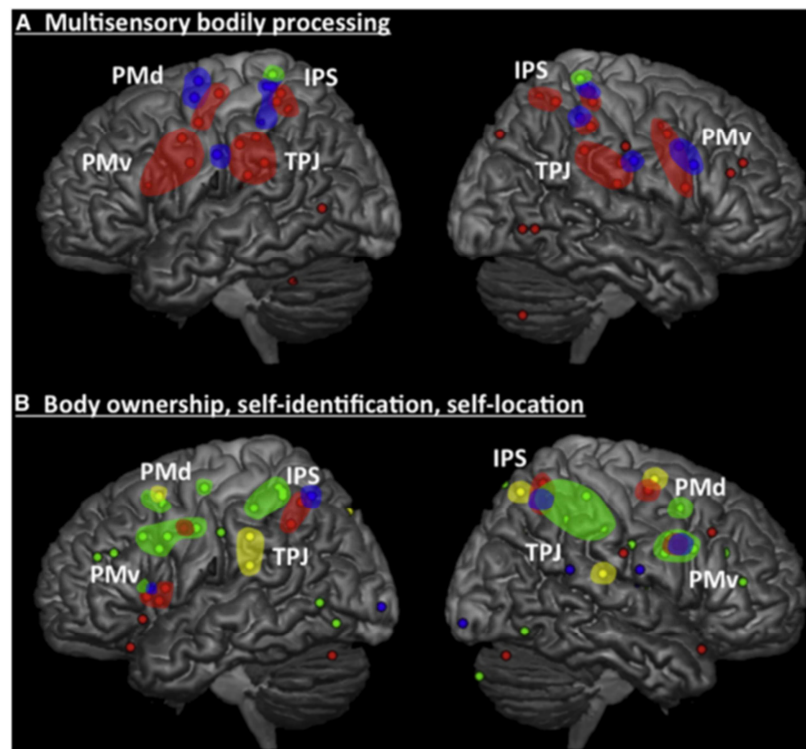 A Multisensory bodily processing
PMd IPS
PMv TPJ
IPS
PMv
TPJ
B Body ownership, self-identification, self-location
PMd IPS
PMv TPJ
IPS
PMd
TPJ
PMv